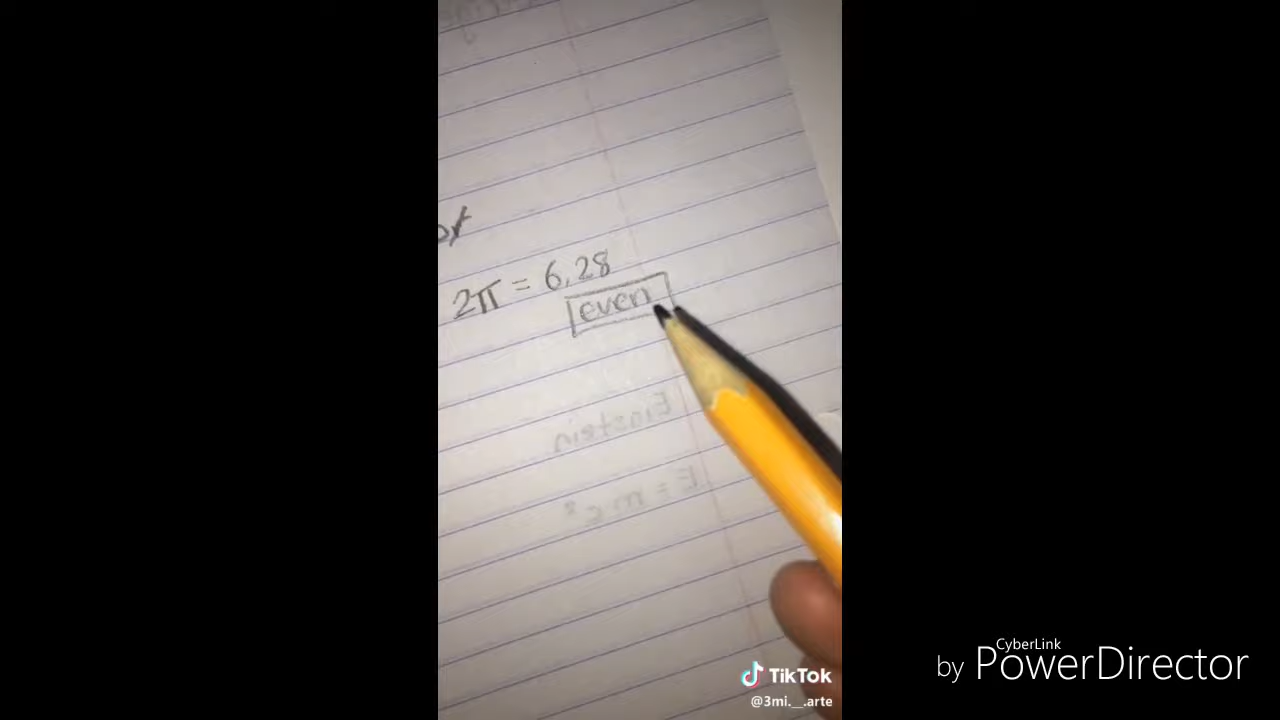 2π = 6,28
even
Einstein
E = mc²
TikTok
@3mi.__.arte
CyberLink
by PowerDirector